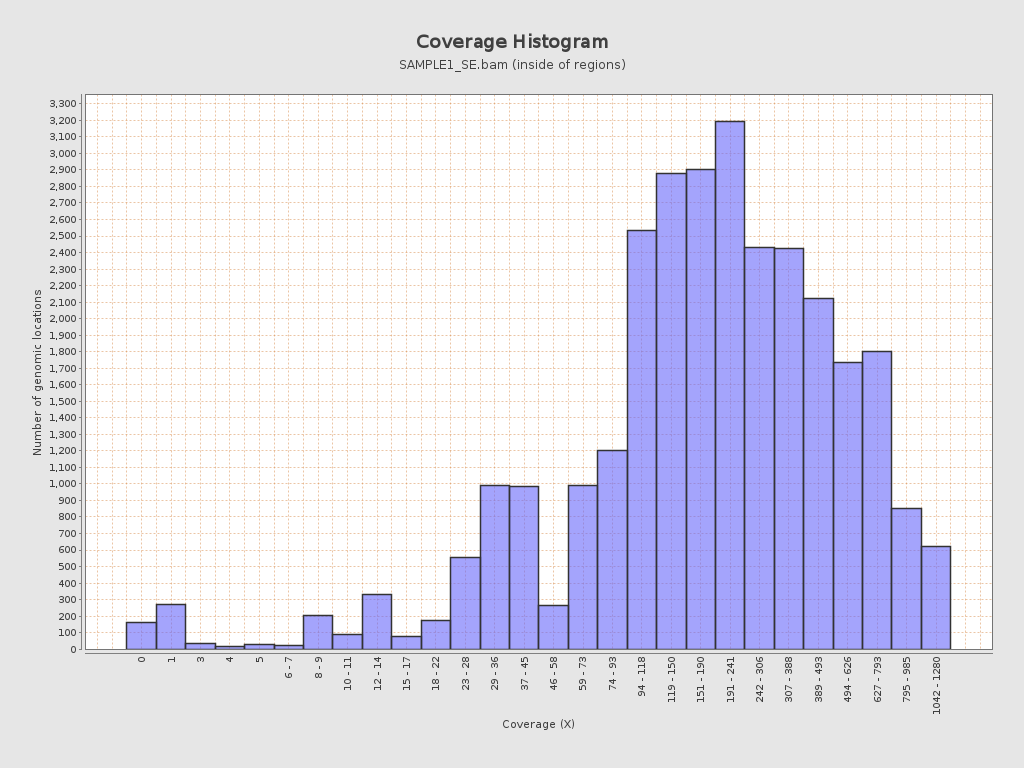 Coverage Histogram
SAMPLE1_SE.bam (inside of regions)
3,300
3,200
3,100
3,000
2,900
2,800
2,700
2,600
2,500
2,400
2,300
2,200
2,100
2,000
1,900
1,800
1,700
1,600
1,500
1,400
1,300
1,200
1,100
1,000
900
800
700
600
500
400
300
200
100
0
Number of genomic locations
0
1
3
4
5
6 - 7
8 - 9
10 - 11
12 - 14
15 - 17
18 - 22
23 - 28
29 - 36
37 - 45
46 - 58
59 - 73
74 - 93
94 - 118
119 - 150
151 - 190
191 - 241
242 - 306
307 - 388
389 - 493
494 - 626
627 - 793
795 - 985
1042 - 1280
Coverage (X)